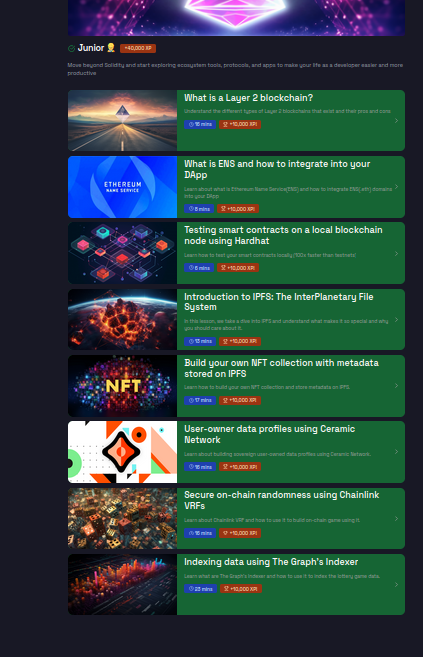 Junior
+40,000 XP
Move beyond Solidity and start exploring ecosystem tools, protocols, and apps to make your life as a developer easier and more
productive
What is a Layer 2 blockchain?
Understand the different types of Layer 2 blockchains that exist and their pros and cons
16 mins
+10,000 XP!
ETHEREUM
NAME SERVICE
What is ENS and how to integrate into your
DApp
Learn about what is Ethereum Name Service(ENS) and how to integrate ENS(.eth) domains
into your DApp
8 mins
+10,000 XP!
Testing smart contracts on a local blockchain
node using Hardhat
Learn how to test your smart contracts locally (100x faster than testnets)
6 mins
+10,000 XP!
Introduction to IPFS: The InterPlanetary File
System
In this lesson, we take a dive into IPFS and understand what makes it so special and why
you should care about it.
13 mins
+10,000 XP!
NFT
Build your own NFT collection with metadata
stored on IPFS
Learn how to build your own NFT collection and store metadata on IPFS
17 mins
+10,000 XP!
User-owner data profiles using Ceramic
Network
Learn about building sovereign user-owned data profiles using Ceramic Network.
16 mins
+10,000 XP!
Secure on-chain randomness using Chainlink
VRFs
Learn about Chainlink VRF and how to use it to build on-chain game using it.
16 mins
+10,000 XP!
Indexing data using The Graph's Indexer
Learn what are The Graph's indexer and how to use it to index the lottery game data.
23 mins
+10,000 XP!